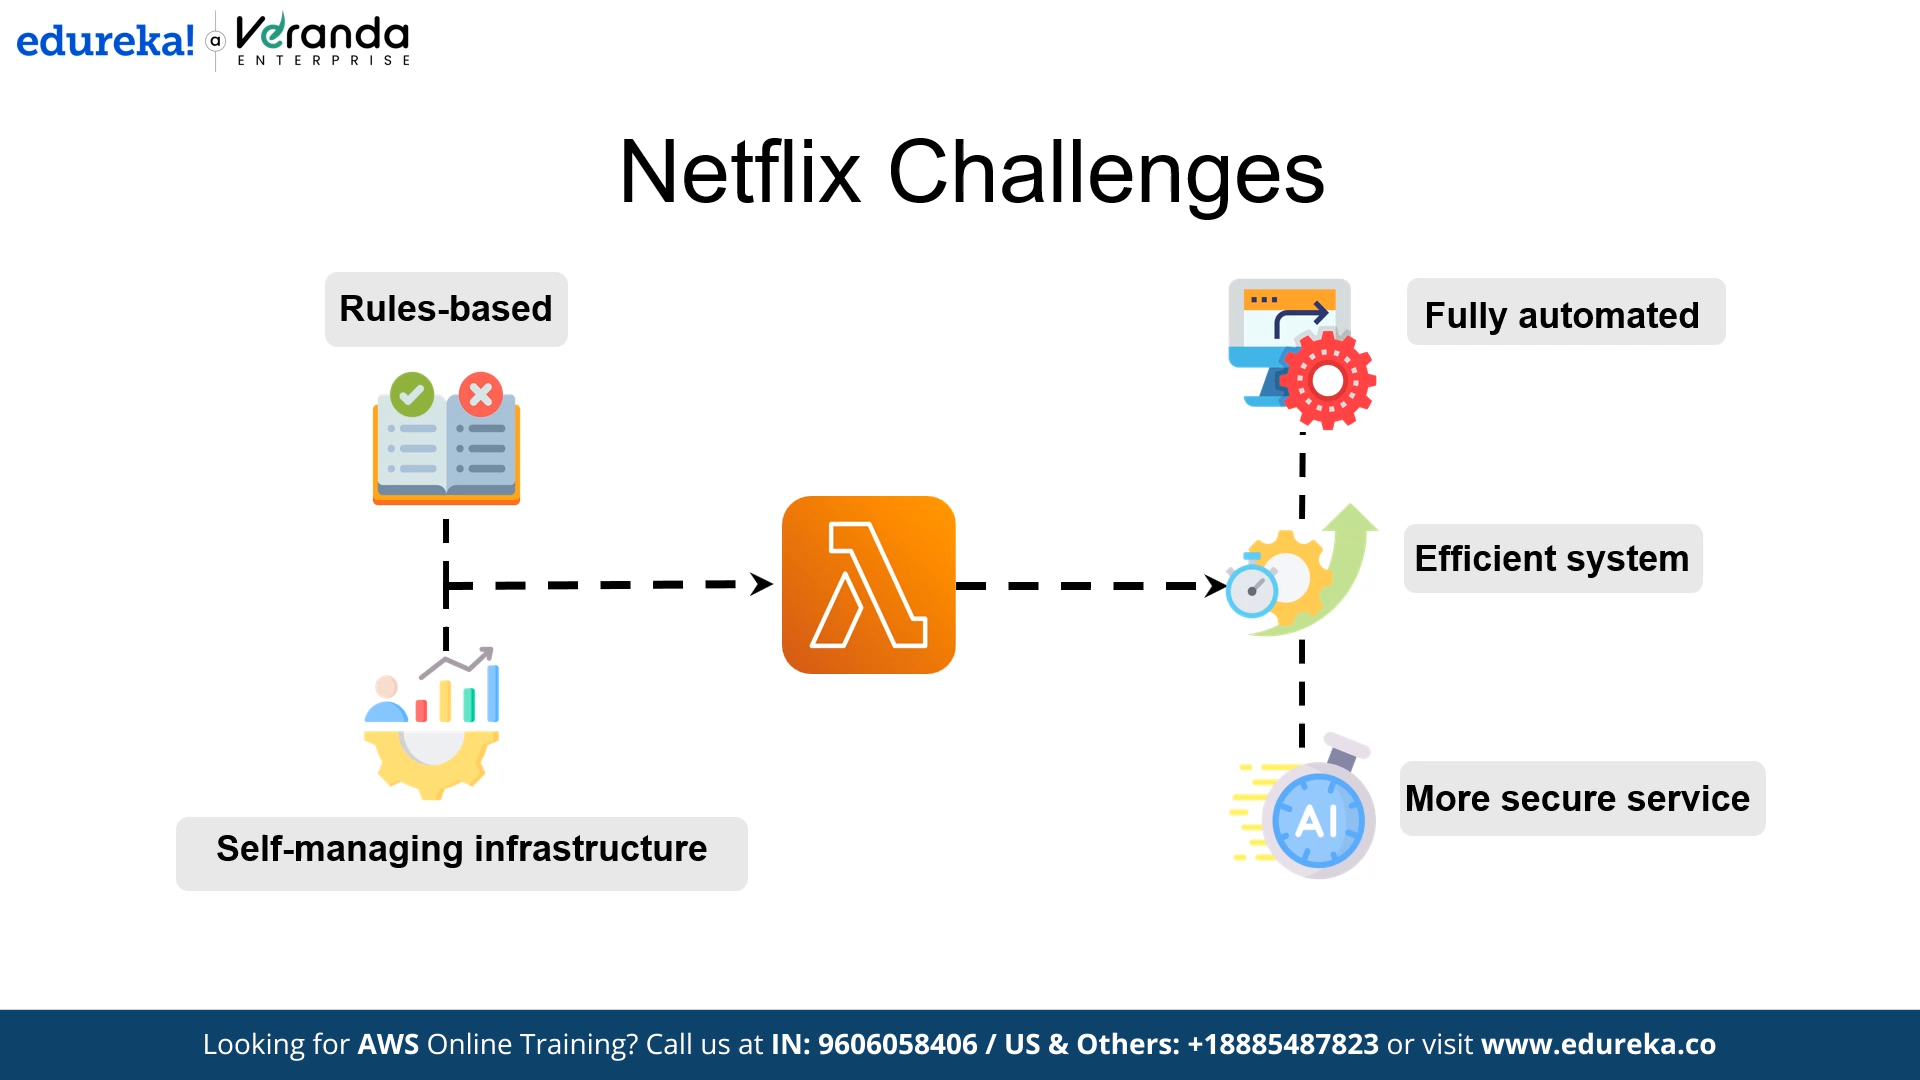 edureka! a Veranda
ENTERPRISE
Netflix Challenges
Rules-based
Fully automated
Efficient system
AI
More secure service
Self-managing infrastructure
Looking for AWS Online Training? Call us at IN: 9606058406 / US & Others: +18885487823 or visit www.edureka.co